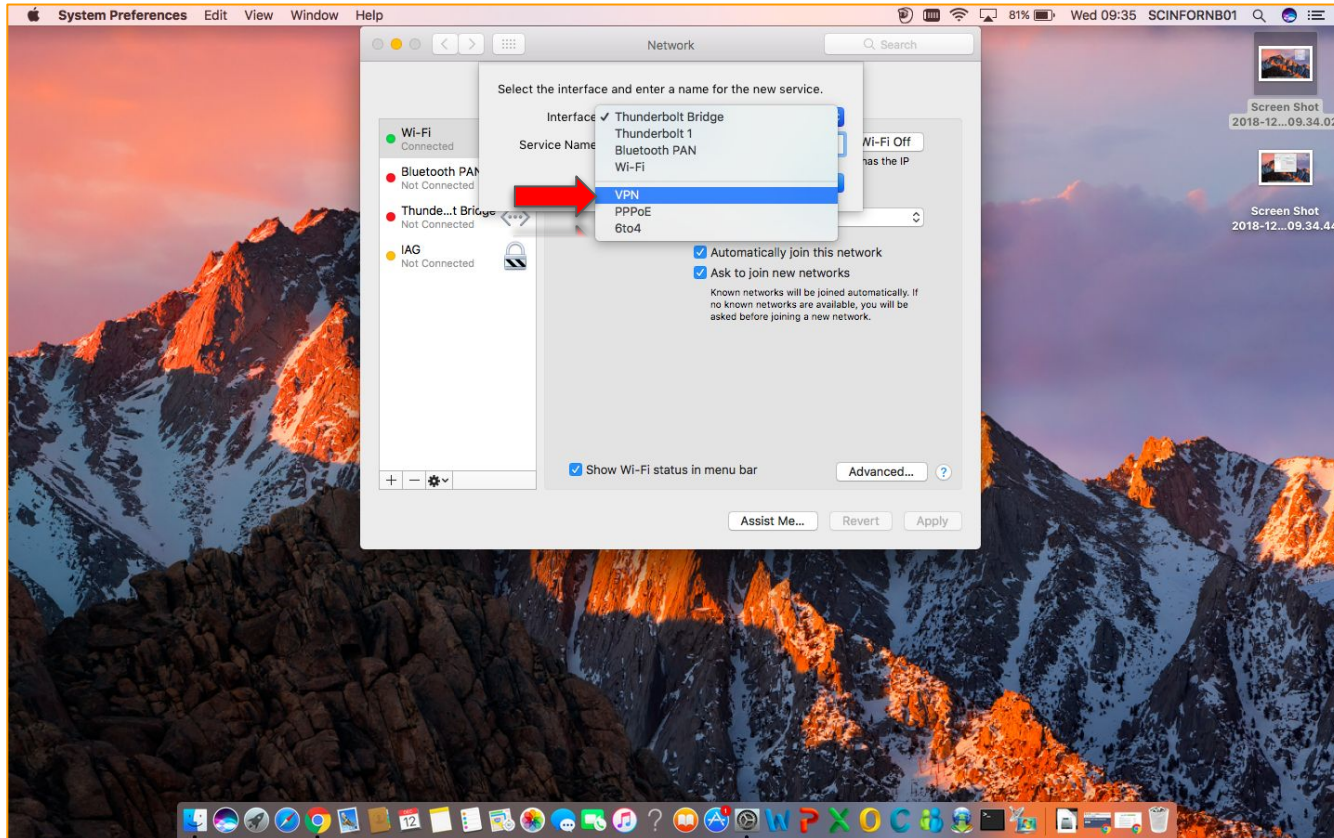 System Preferences Edit View Window Help
81% Wed 09:35 SCINFORNB01
Network
Search
Select the interface and enter a name for the new service.
Interface ✓ Thunderbolt Bridge
Thunderbolt 1
Bluetooth PAN
Wi-Fi
VPN
PPPoE
6to4
Service Name
Wi-Fi
Connected
Bluetooth PAN
Not Connected
Thunde...t Bridge
Not Connected
IAG
Not Connected
Wi-Fi Off
has the IP
Automatically join this network
Ask to join new networks
Known networks will be joined automatically. If
no known networks are available, you will be
asked before joining a new network.
Show Wi-Fi status in menu bar
Advanced... ?
+ −
Assist Me... Revert Apply
Screen Shot
2018-12...09.34.02
Screen Shot
2018-12...09.34.44
12